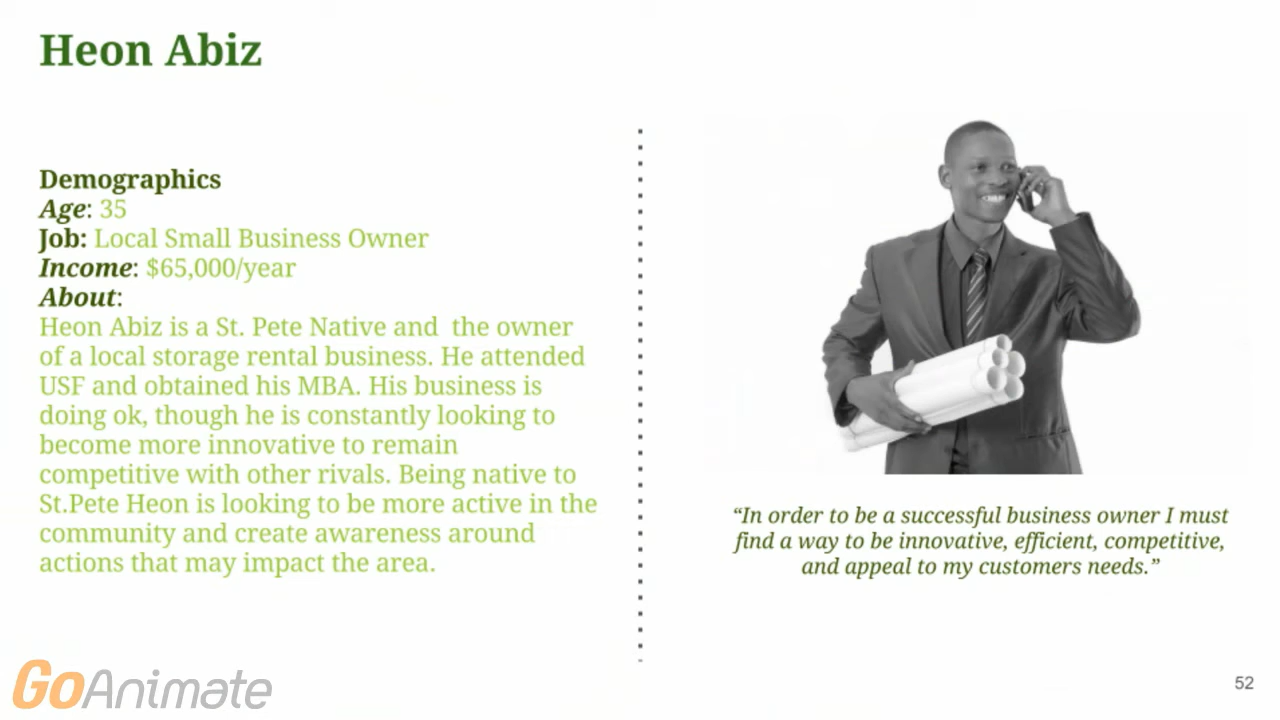 Heon Abiz
Demographics
Age: 35
Job: Local Small Business Owner
Income: $65,000/year
About:
Heon Abiz is a St. Pete Native and  the owner
of a local storage rental business. He attended
USF and obtained his MBA. His business is
doing ok, though he is constantly looking to
become more innovative to remain
competitive with other rivals. Being native to
St.Pete Heon is looking to be more active in the
community and create awareness around
actions that may impact the area.
“In order to be a successful business owner I must
find a way to be innovative, efficient, competitive,
and appeal to my customers needs.”
GoAnimate
52